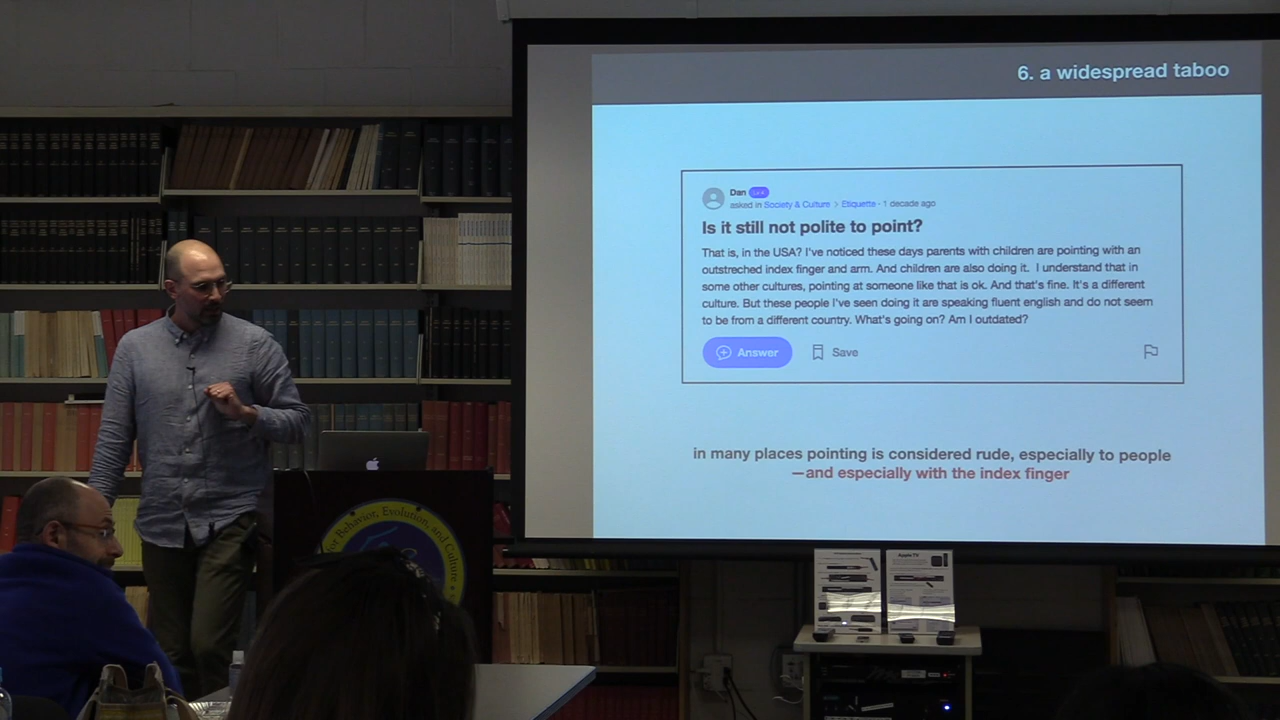 6. a widespread taboo
Dan
asked in Society & Culture > Etiquette · 1 decade ago
Is it still not polite to point?
That is, in the USA? I've noticed these days parents with children are pointing with an
outstreched index finger and arm. And children are also doing it. I understand that in
some other cultures, pointing at someone like that is ok. And that's fine. It's a different
culture. But these people I've seen doing it are speaking fluent english and do not seem
to be from a different country. What's going on? Am I outdated?
Answer
Save
in many places pointing is considered rude, especially to people
—and especially with the index finger
for Behavior, Evolution, and Culture
Apple TV